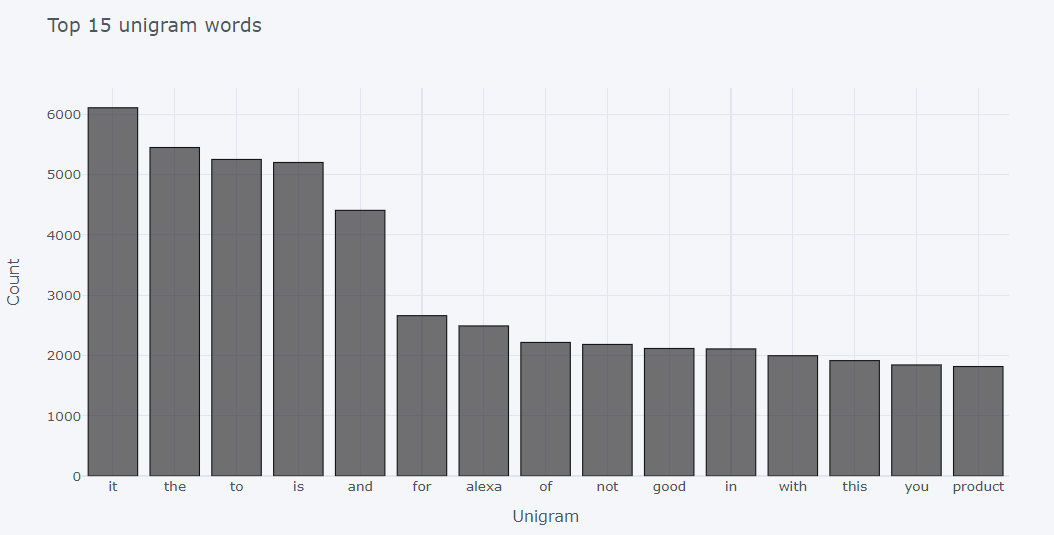 Top 15 unigram words
Count
6000
5000
4000
3000
2000
1000
0
it the to is and for alexa of not good in with this you product
Unigram